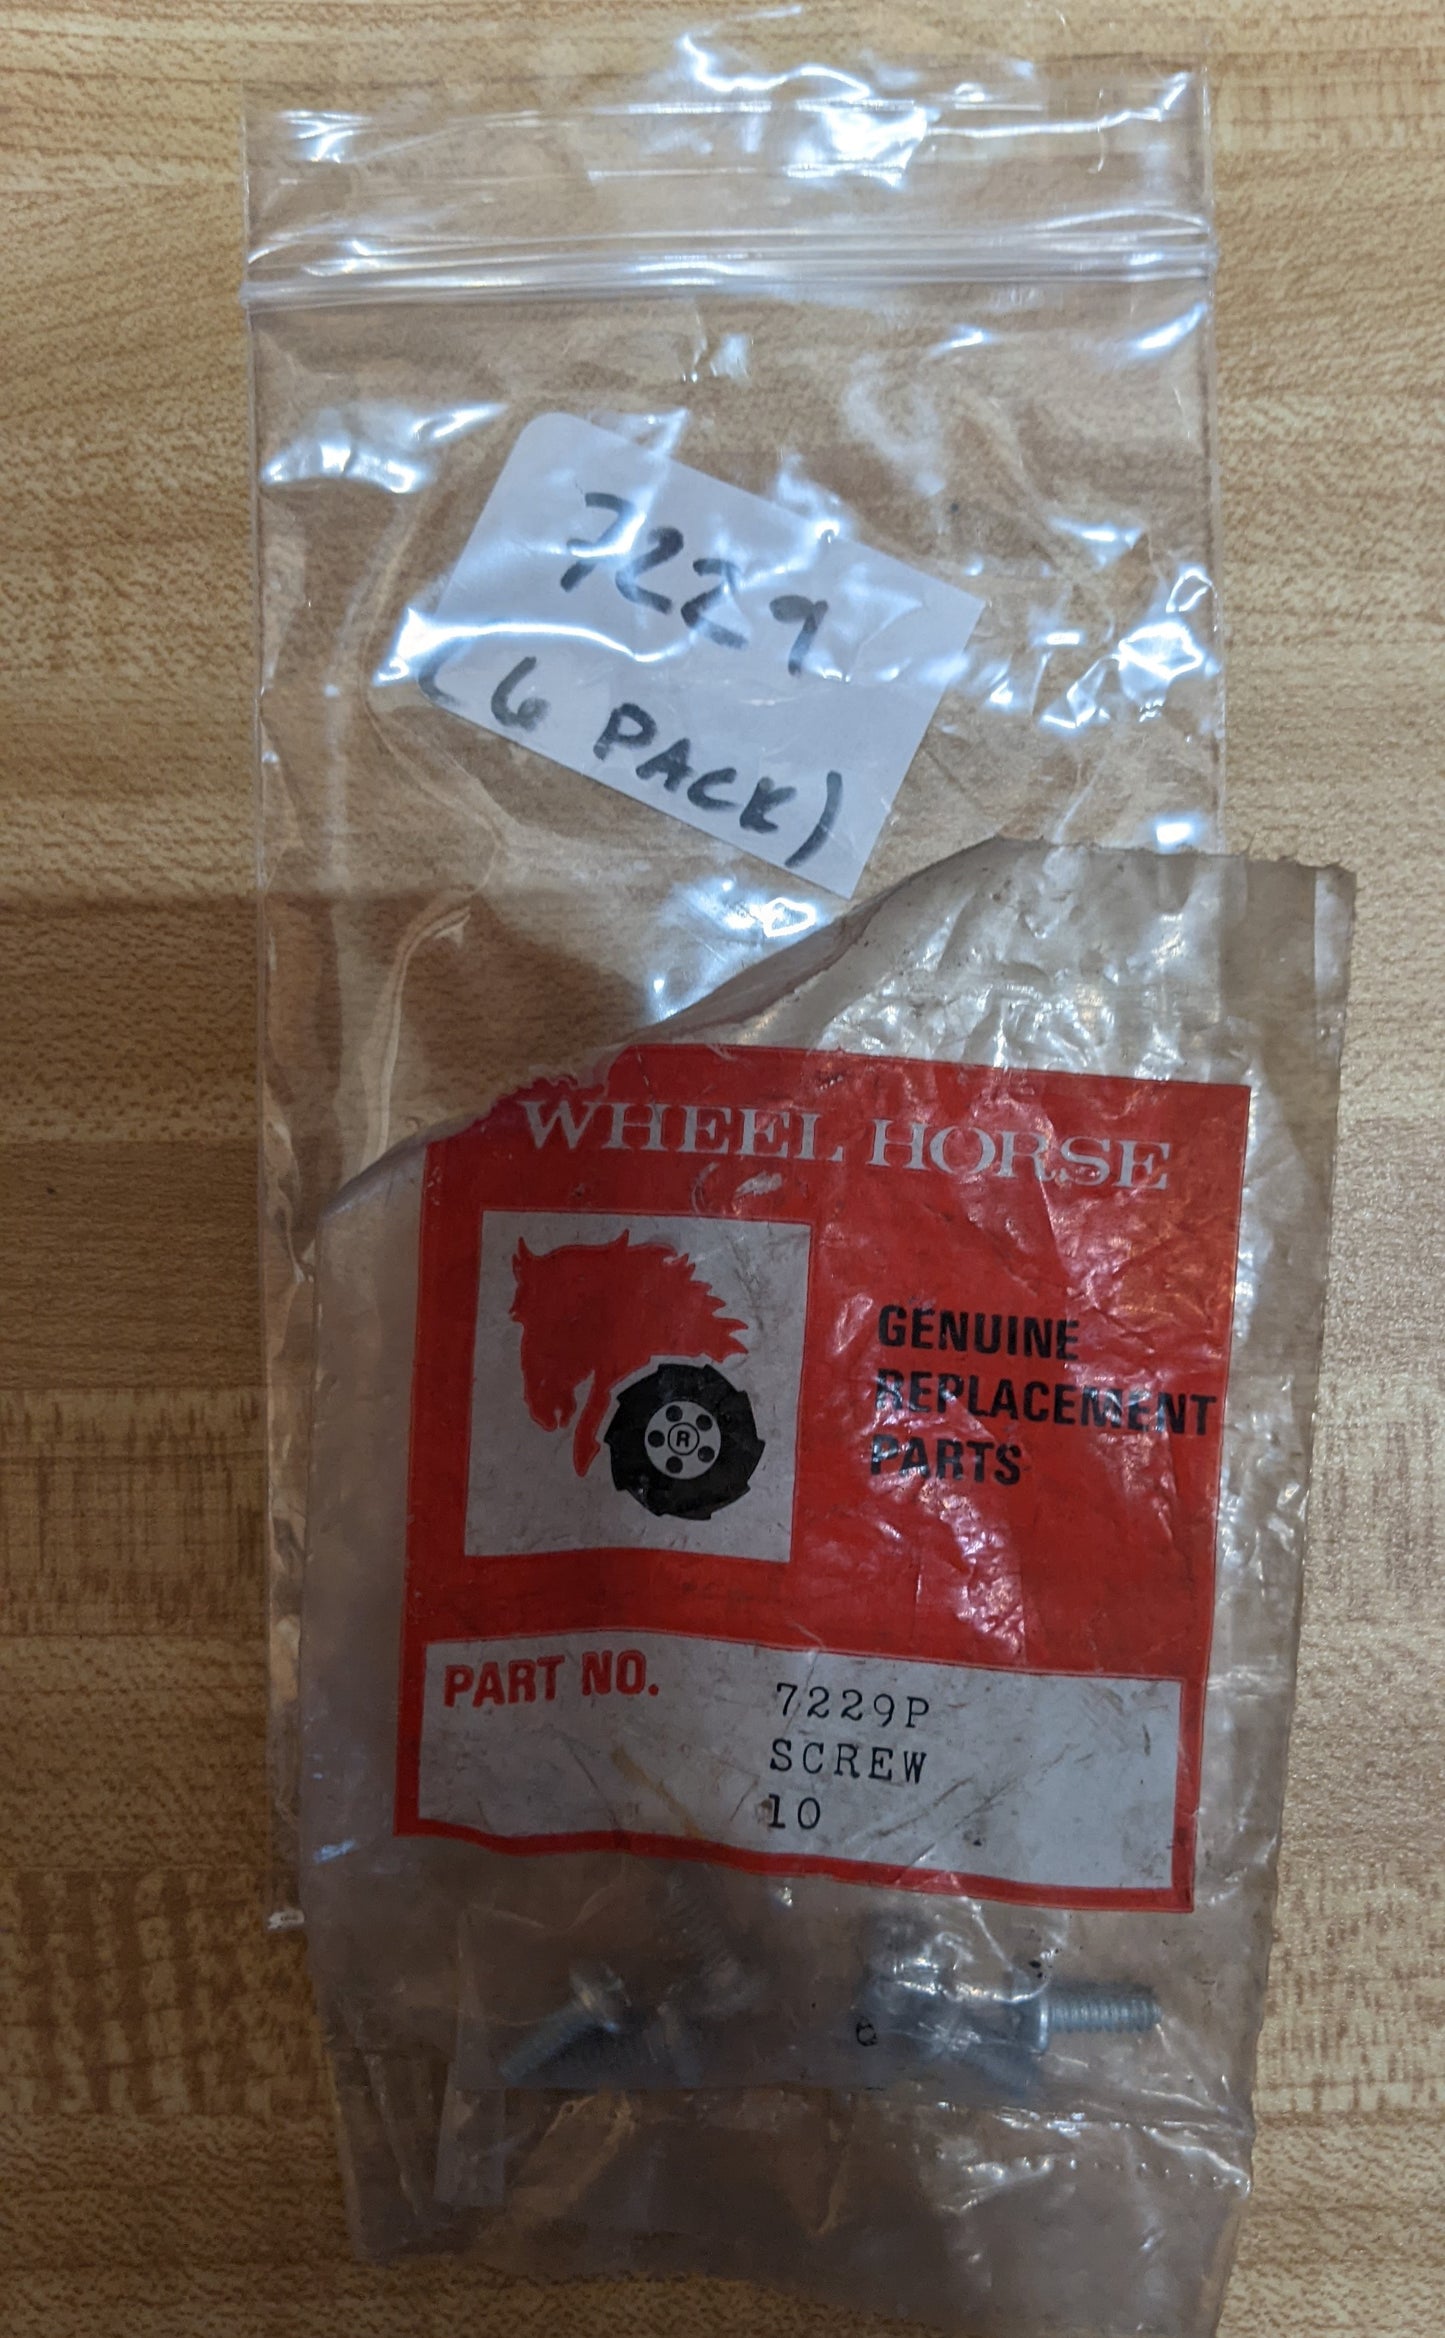 7229
(6 PACK)
WHEEL HORSE
GENUINE
REPLACEMENT
PARTS
R
PART NO. 7229P
SCREW
10